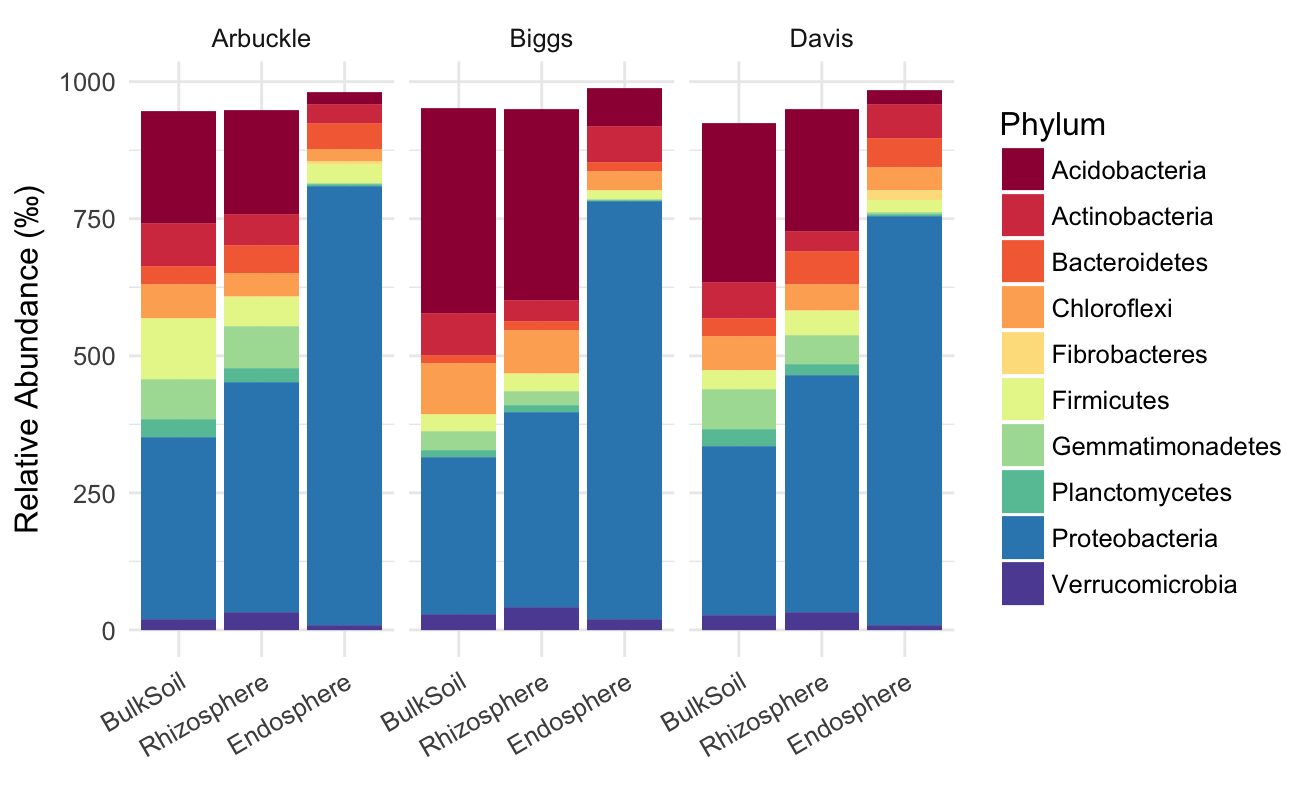 Arbuckle
Biggs
Davis
Relative Abundance (‰)
1000
750
500
250
0
BulkSoil
Rhizosphere
Endosphere
BulkSoil
Rhizosphere
Endosphere
BulkSoil
Rhizosphere
Endosphere
Phylum
Acidobacteria
Actinobacteria
Bacteroidetes
Chloroflexi
Fibrobacteres
Firmicutes
Gemmatimonadetes
Planctomycetes
Proteobacteria
Verrucomicrobia